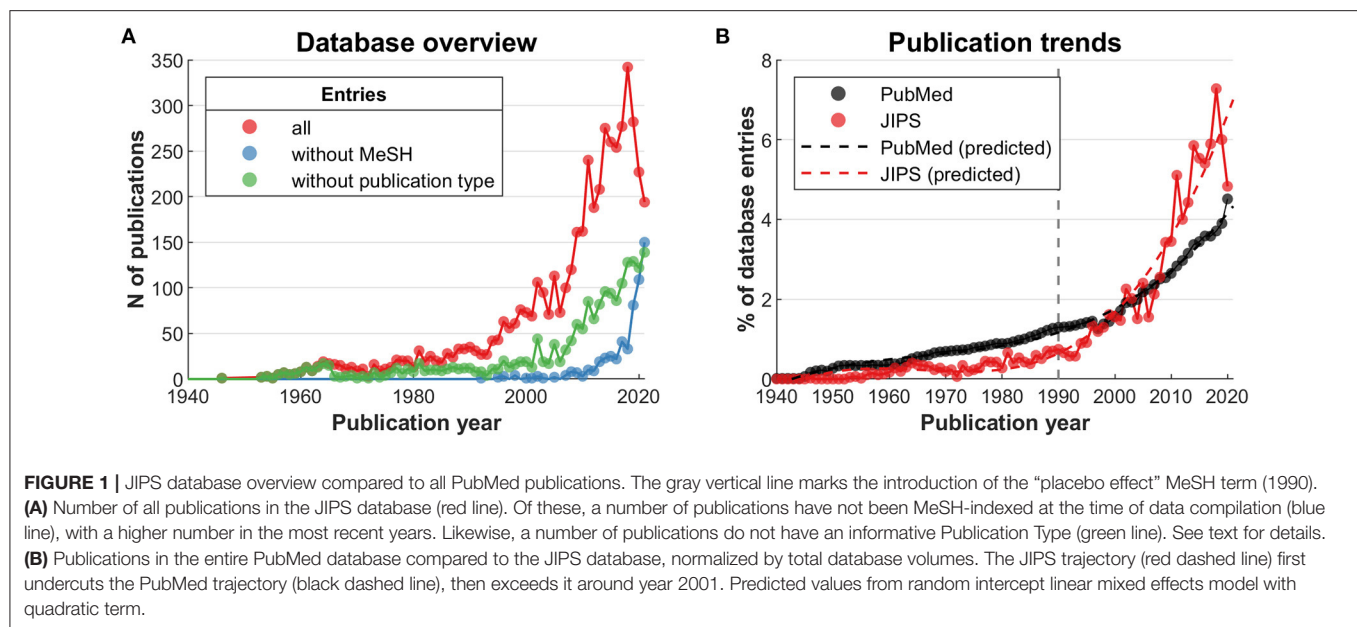 A
Database overview
Entries
all
without MeSH
without publication type
N of publications
350
300
250
200
150
100
50
0
1940
1960
1980
2000
2020
Publication year
B
Publication trends
PubMed
JIPS
PubMed (predicted)
JIPS (predicted)
% of database entries
8
6
4
2
0
1940
1950
1960
1970
1980
1990
2000
2010
2020
Publication year
FIGURE 1 | JIPS database overview compared to all PubMed publications. The gray vertical line marks the introduction of the “placebo effect” MeSH term (1990).
(A) Number of all publications in the JIPS database (red line). Of these, a number of publications have not been MeSH-indexed at the time of data compilation (blue
line), with a higher number in the most recent years. Likewise, a number of publications do not have an informative Publication Type (green line). See text for details.
(B) Publications in the entire PubMed database compared to the JIPS database, normalized by total database volumes. The JIPS trajectory (red dashed line) first
undercuts the PubMed trajectory (black dashed line), then exceeds it around year 2001. Predicted values from random intercept linear mixed effects model with
quadratic term.